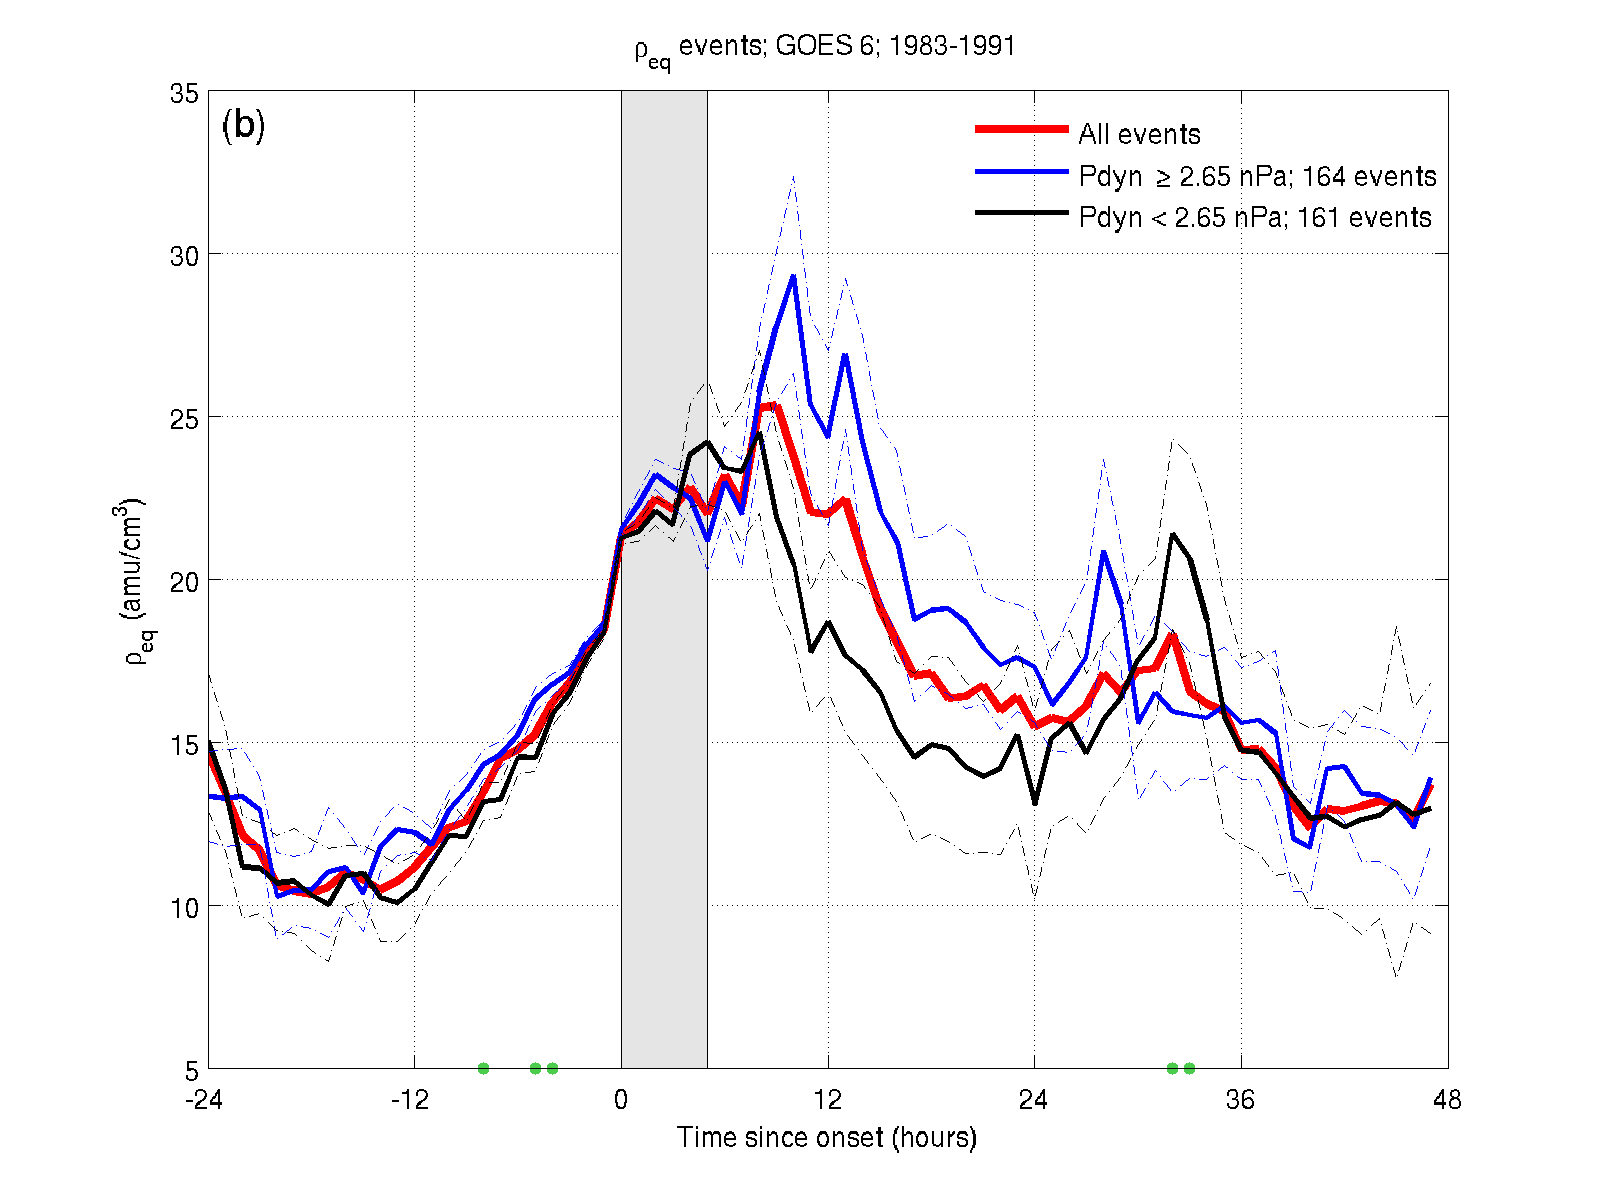 ρeq events; GOES 6; 1983-1991
(b)
All events
Pdyn ≥ 2.65 nPa; 164 events
Pdyn < 2.65 nPa; 161 events
35
30
25
20
15
10
5
ρeq (amu/cm³)
-24 -12 0 12 24 36 48
Time since onset (hours)